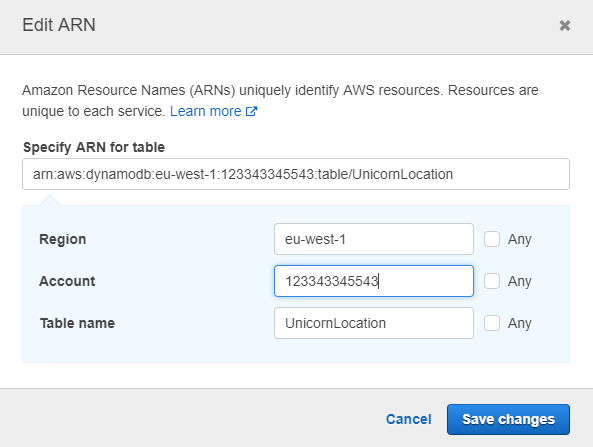 Edit ARN
Amazon Resource Names (ARNs) uniquely identify AWS resources. Resources are
unique to each service. Learn more
Specify ARN for table
arn:aws:dynamodb:eu-west-1:123343345543:table/UnicornLocation
Region eu-west-1 Any
Account 123343345543 Any
Table name UnicornLocation Any
Cancel Save changes